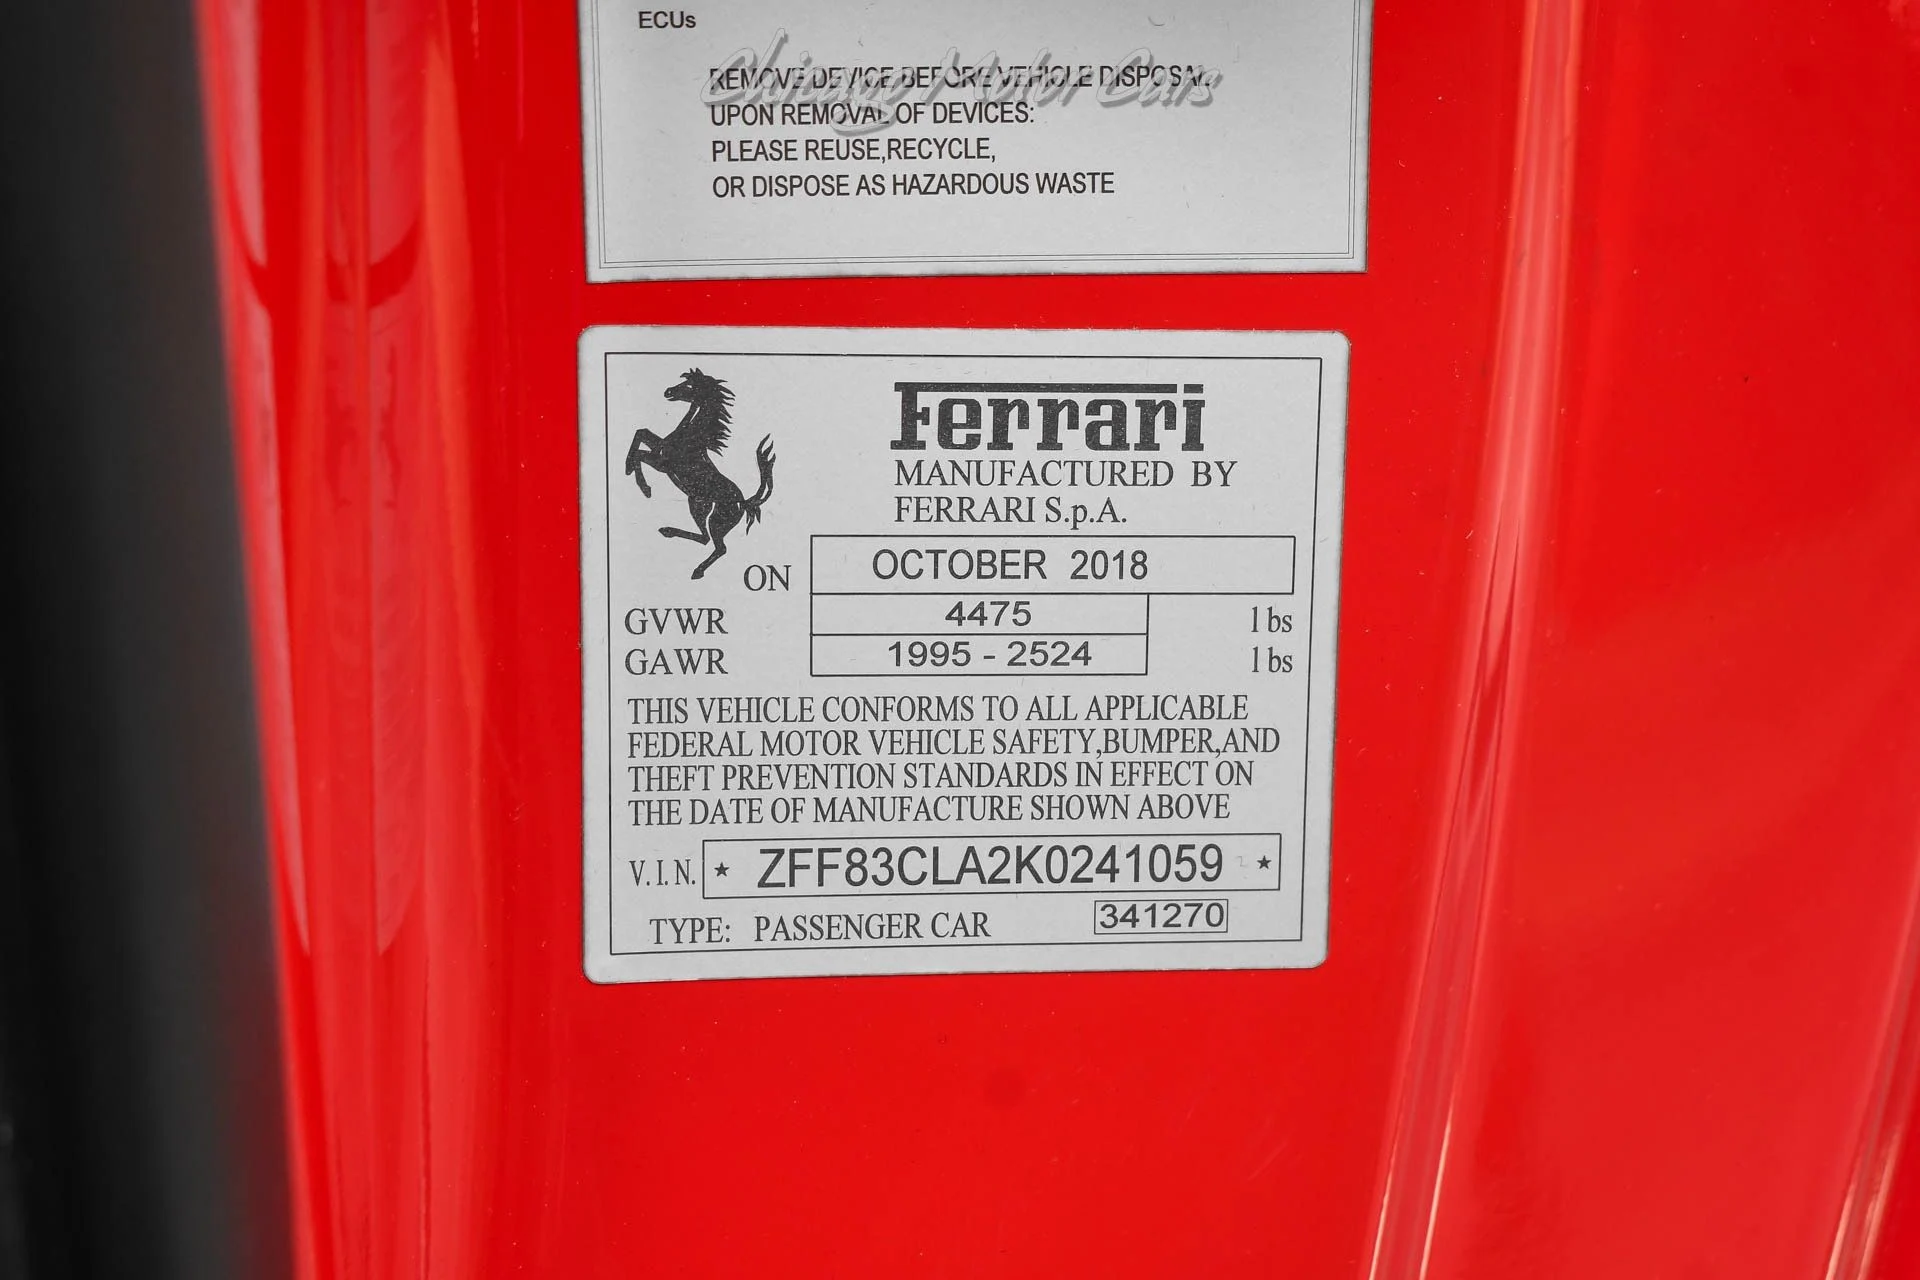 ECUs
Chicago Motor Cars
REMOVE DEVICE BEFORE VEHICLE DISPOSAL
UPON REMOVAL OF DEVICES:
PLEASE REUSE,RECYCLE,
OR DISPOSE AS HAZARDOUS WASTE
Ferrari
MANUFACTURED BY
FERRARI S.p.A.
ON OCTOBER 2018
GVWR 4475 lbs
GAWR 1995 - 2524 lbs
THIS VEHICLE CONFORMS TO ALL APPLICABLE
FEDERAL MOTOR VEHICLE SAFETY,BUMPER,AND
THEFT PREVENTION STANDARDS IN EFFECT ON
THE DATE OF MANUFACTURE SHOWN ABOVE
V.I.N. ★ ZFF83CLA2K0241059 ★
TYPE: PASSENGER CAR 341270